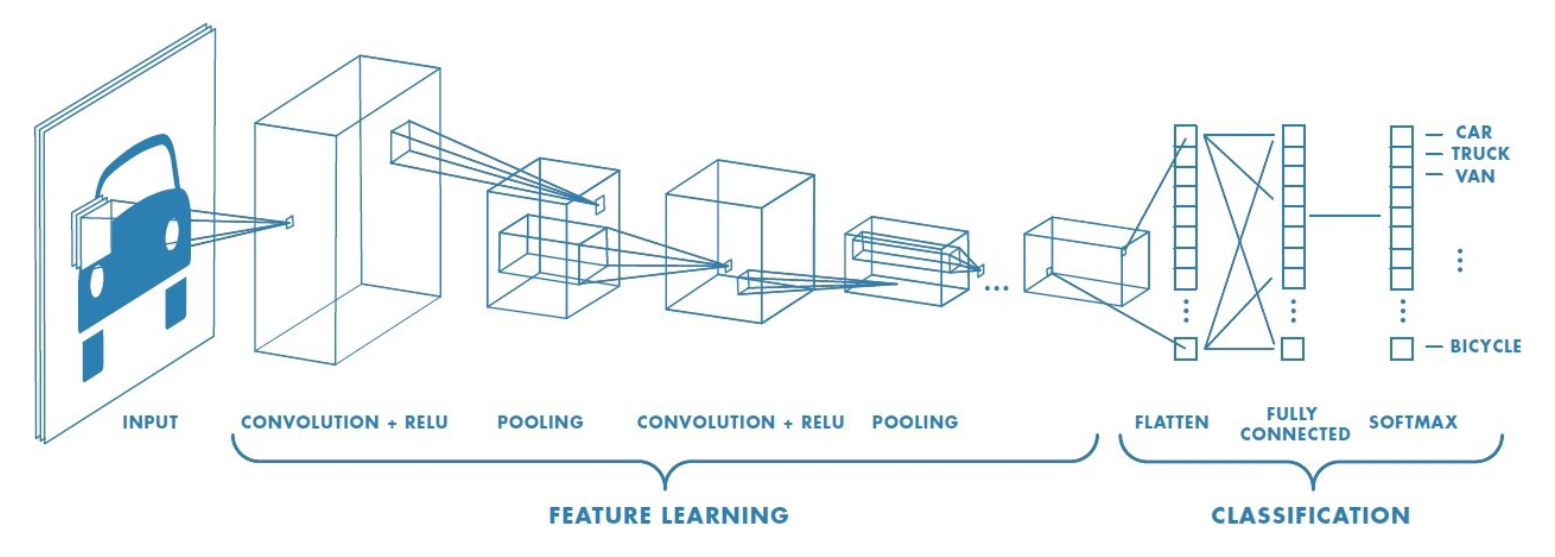 CAR
TRUCK
VAN
BICYCLE
INPUT
CONVOLUTION + RELU
POOLING
CONVOLUTION + RELU
POOLING
FLATTEN
FULLY
CONNECTED
SOFTMAX
FEATURE LEARNING
CLASSIFICATION